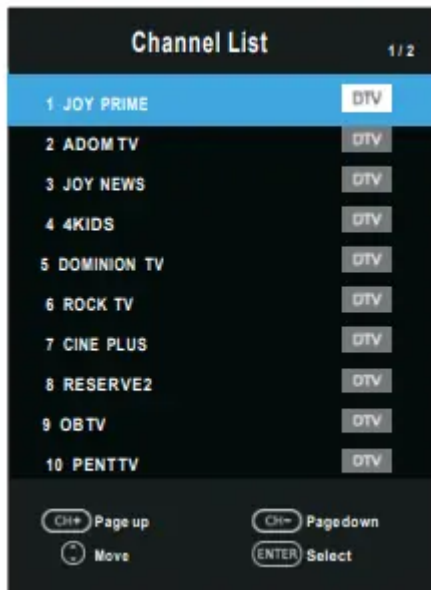 Channel List 1/2
1 JOY PRIME DTV
2 ADOM TV DTV
3 JOY NEWS DTV
4 4KIDS DTV
5 DOMINION TV DTV
6 ROCK TV DTV
7 CINE PLUS DTV
8 RESERVE2 DTV
9 OBTV DTV
10 PENTTV DTV
CH+ Page up CH- Pagedown
Move ENTER Select